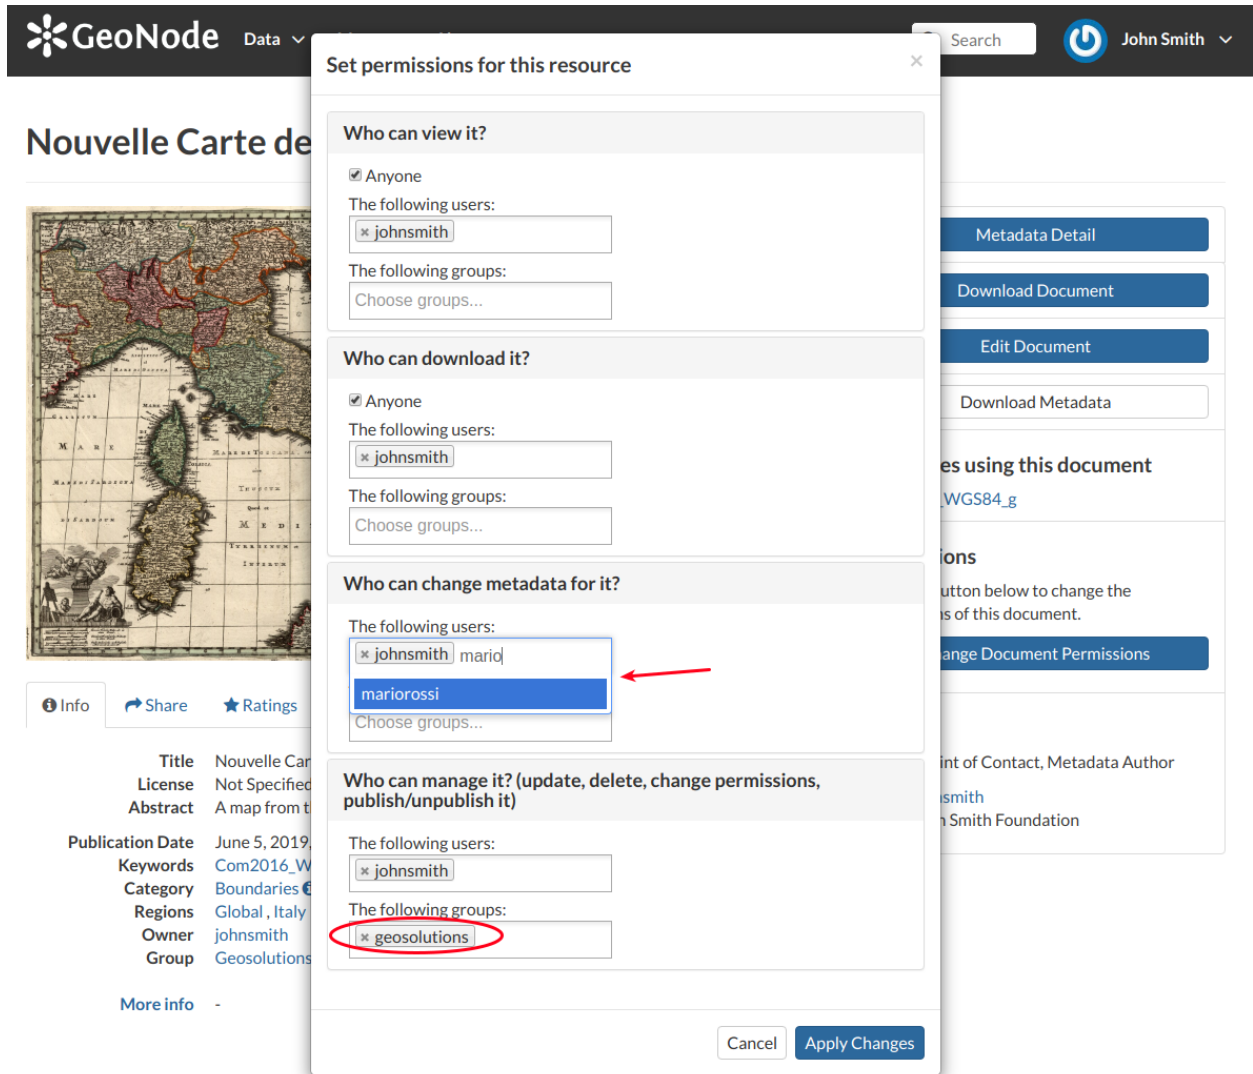 GeoNode
Data
Search
John Smith
Set permissions for this resource
×
Nouvelle Carte de
Who can view it?
Anyone
The following users:
× johnsmith
The following groups:
Choose groups...
Who can download it?
Anyone
The following users:
× johnsmith
The following groups:
Choose groups...
Who can change metadata for it?
The following users:
× johnsmith mario
mariorossi
Choose groups...
Who can manage it? (update, delete, change permissions,
publish/unpublish it)
The following users:
× johnsmith
The following groups:
× geosolutions
Cancel
Apply Changes
Metadata Detail
Download Document
Edit Document
Download Metadata
es using this document
_WGS84_g
ions
utton below to change the
of this document.
ange Document Permissions
int of Contact, Metadata Author
smith
Smith Foundation
Info
Share
Ratings
Title Nouvelle Car
License Not Specified
Abstract A map from t
Publication Date June 5, 2019,
Keywords Com2016_W
Category Boundaries
Regions Global , Italy
Owner johnsmith
Group Geosolutions
More info -